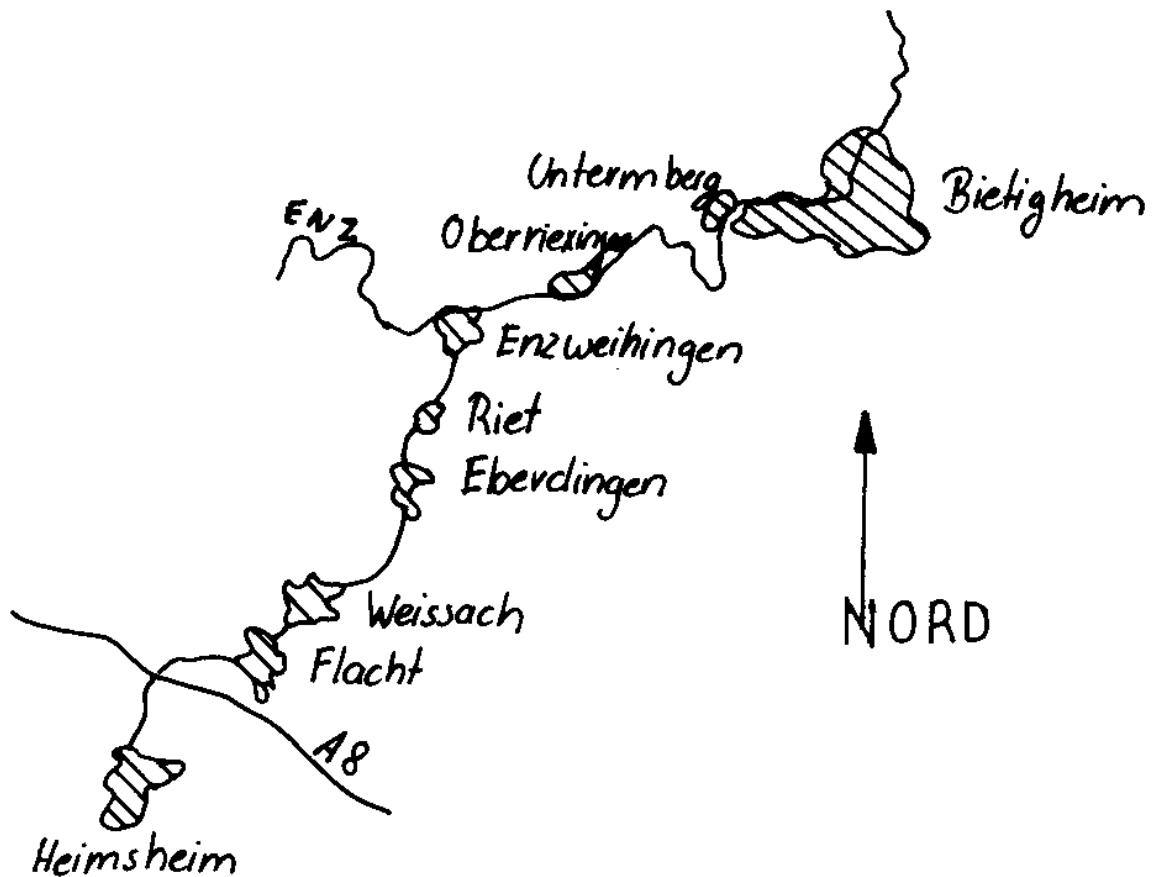 Untermberg
Bietigheim
ENZ
Oberriexingen
Enzweihingen
Riet
Eberdingen
NORD
Weissach
Flacht
A8
Heimsheim